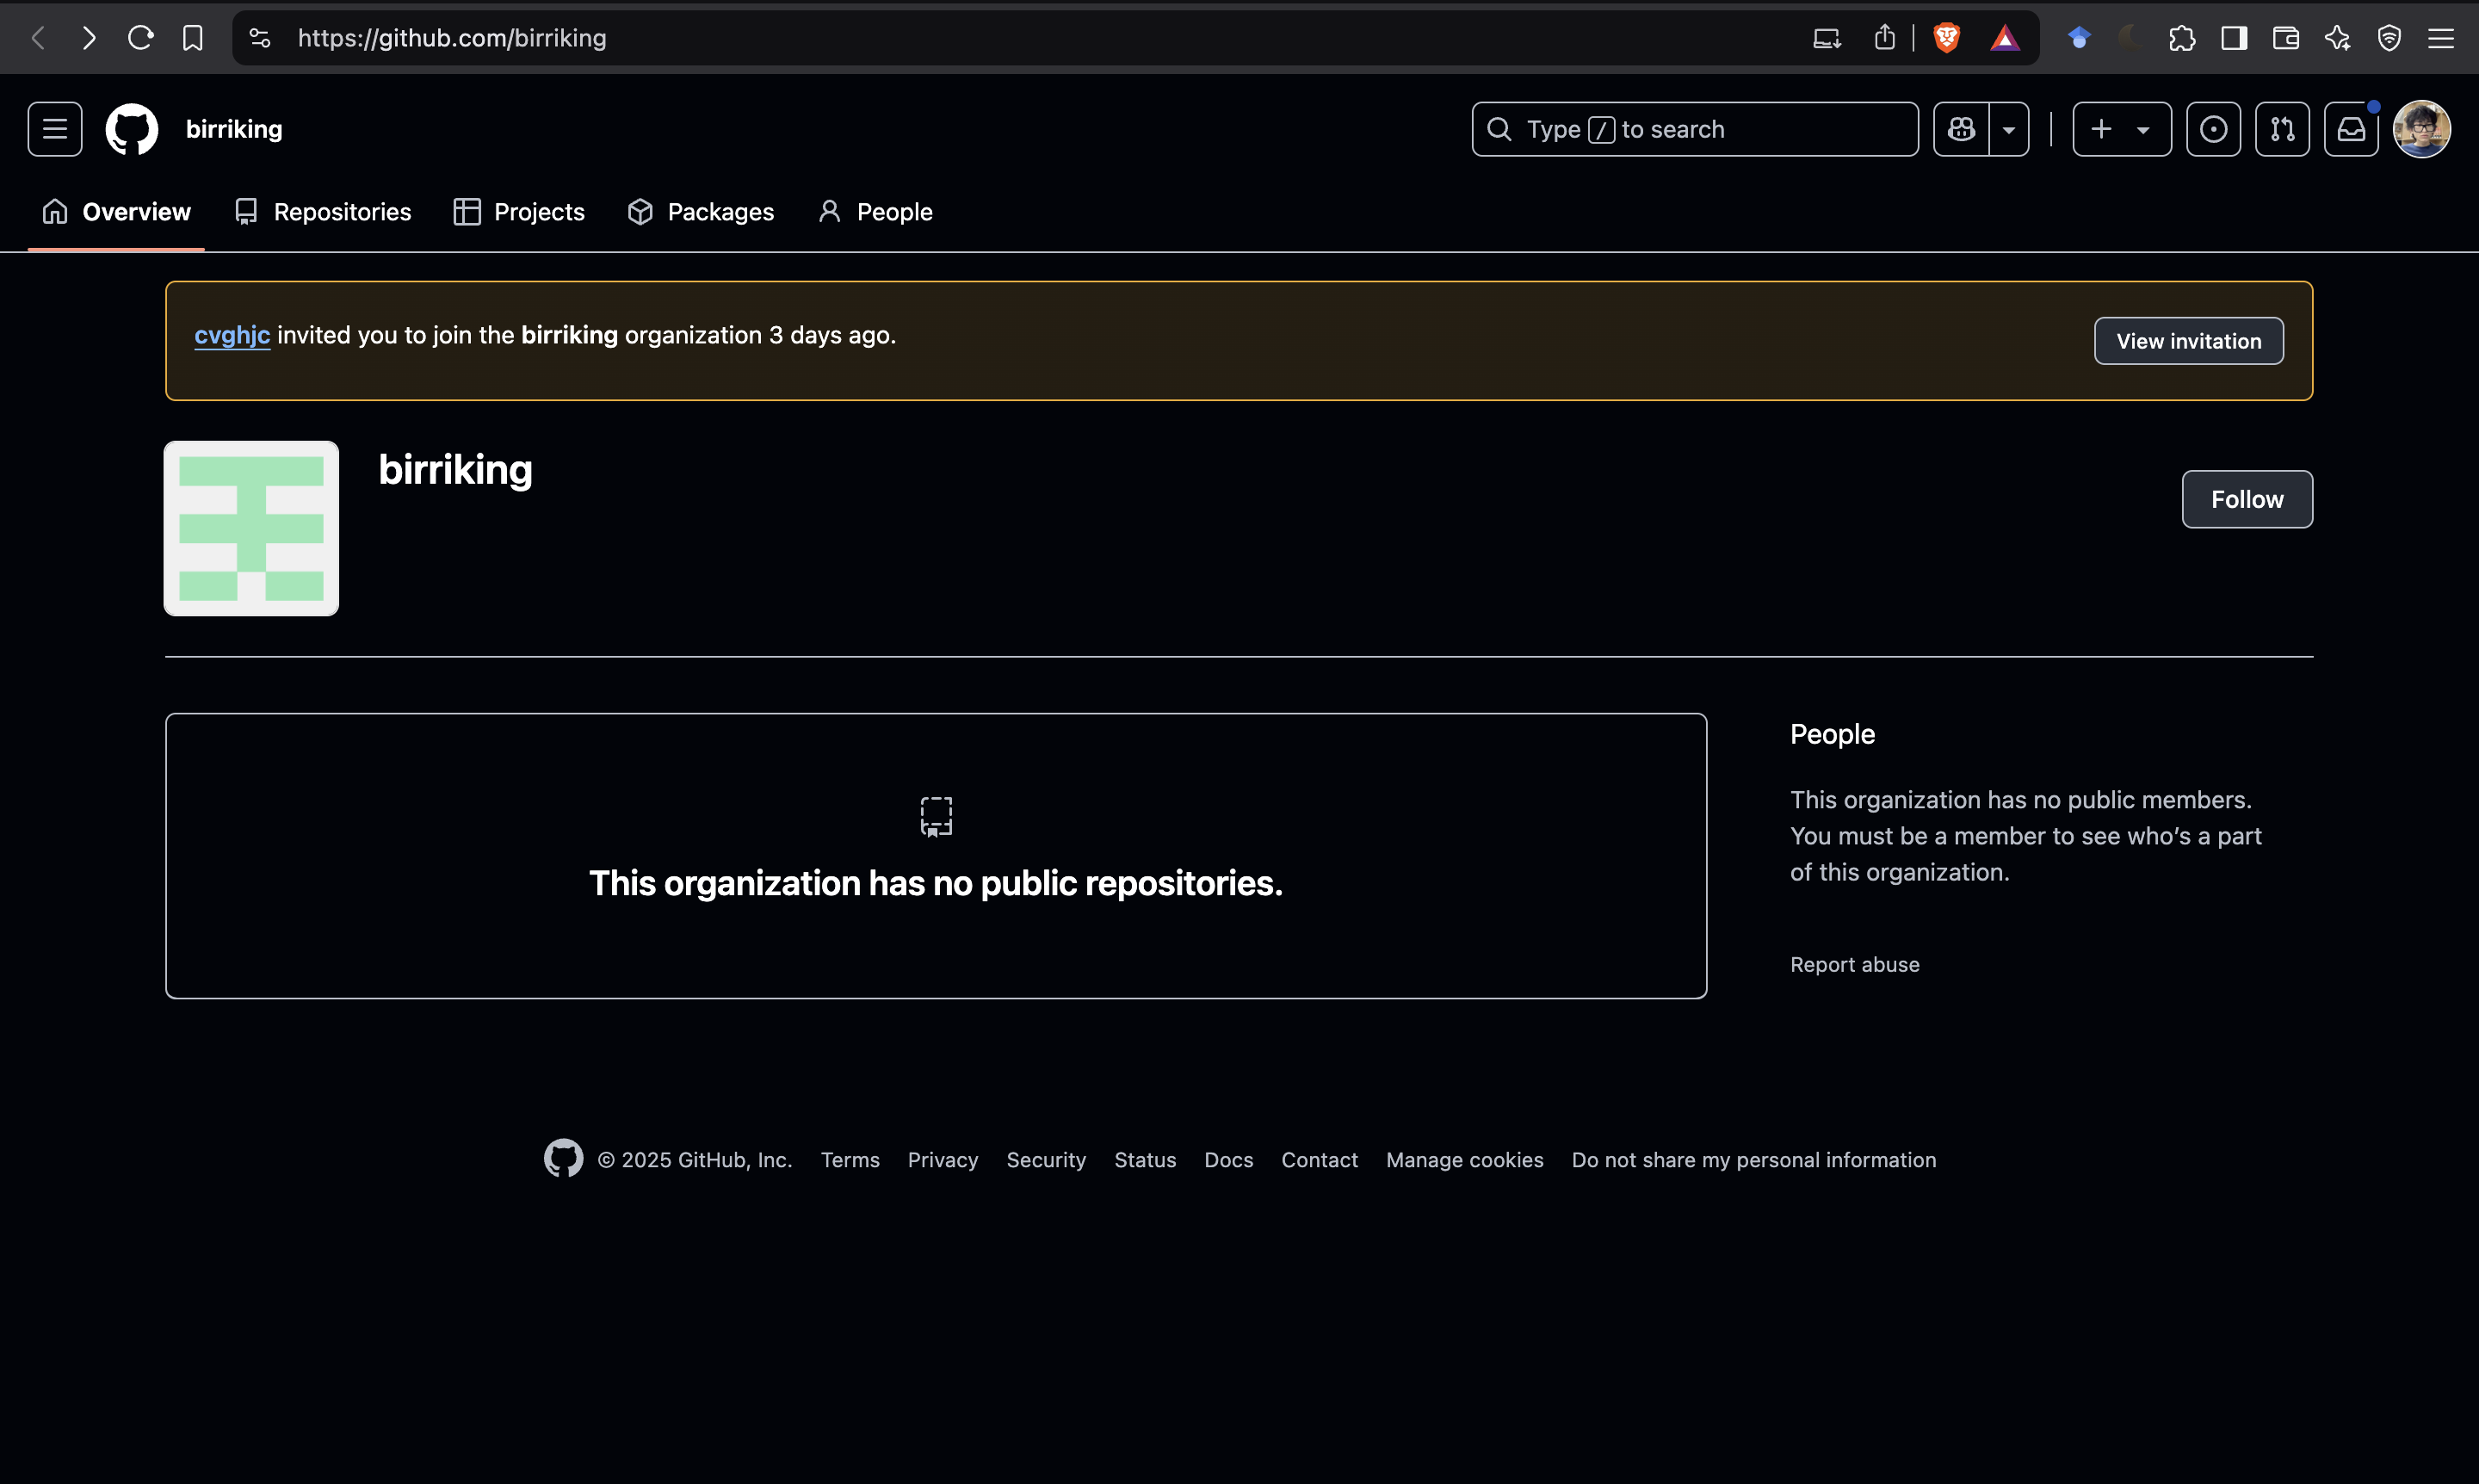 https://github.com/birriking
birriking
Type / to search
Overview
Repositories
Projects
Packages
People
cvghjc invited you to join the birriking organization 3 days ago.
View invitation
birriking
Follow
This organization has no public repositories.
People
This organization has no public members.
You must be a member to see who’s a part
of this organization.
Report abuse
© 2025 GitHub, Inc.
Terms
Privacy
Security
Status
Docs
Contact
Manage cookies
Do not share my personal information